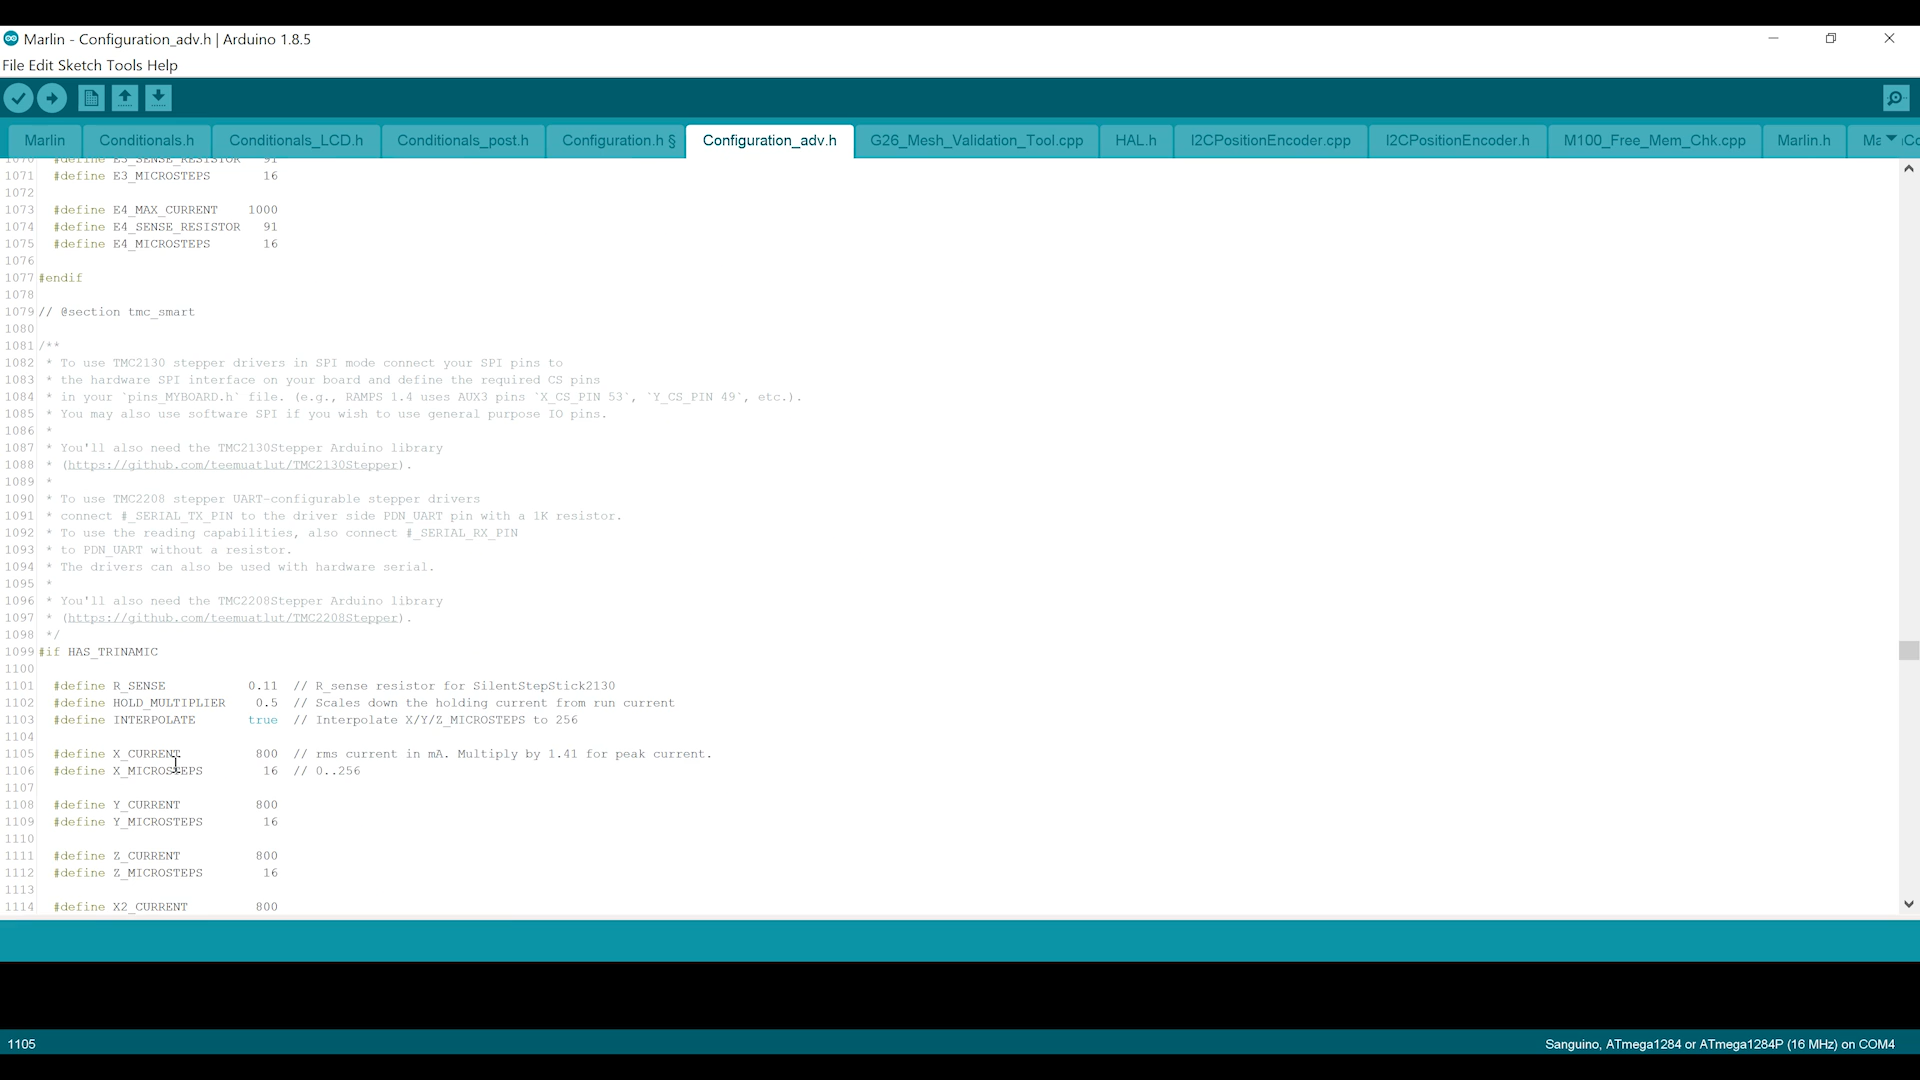 Marlin - Configuration_adv.h | Arduino 1.8.5
File Edit Sketch Tools Help
Marlin Conditionals.h Conditionals_LCD.h Conditionals_post.h Configuration.h § Configuration_adv.h G26_Mesh_Validation_Tool.cpp HAL.h I2CPositionEncoder.cpp I2CPositionEncoder.h M100_Free_Mem_Chk.cpp Marlin.h
1070 #define E3_SENSE_RESISTOR 91
1071 #define E3_MICROSTEPS 16
1072
1073 #define E4_MAX_CURRENT 1000
1074 #define E4_SENSE_RESISTOR 91
1075 #define E4_MICROSTEPS 16
1076
1077 #endif
1078
1079 // @section tmc_smart
1080
1081 /**
1082 * To use TMC2130 stepper drivers in SPI mode connect your SPI pins to
1083 * the hardware SPI interface on your board and define the required CS pins
1084 * in your `pins_MYBOARD.h` file. (e.g., RAMPS 1.4 uses AUX3 pins `X_CS_PIN 53`, `Y_CS_PIN 49`, etc.).
1085 * You may also use software SPI if you wish to use general purpose IO pins.
1086 *
1087 * You'll also need the TMC2130Stepper Arduino library
1088 * (https://github.com/teemuatlut/TMC2130Stepper).
1089 *
1090 * To use TMC2208 stepper UART-configurable stepper drivers
1091 * connect #_SERIAL_TX_PIN to the driver side PDN_UART pin with a 1K resistor.
1092 * To use the reading capabilities, also connect #_SERIAL_RX_PIN
1093 * to PDN_UART without a resistor.
1094 * The drivers can also be used with hardware serial.
1095 *
1096 * You'll also need the TMC2208Stepper Arduino library
1097 * (https://github.com/teemuatlut/TMC2208Stepper).
1098 */
1099 #if HAS_TRINAMIC
1100
1101 #define R_SENSE 0.11 // R_sense resistor for SilentStepStick2130
1102 #define HOLD_MULTIPLIER 0.5 // Scales down the holding current from run current
1103 #define INTERPOLATE true // Interpolate X/Y/Z_MICROSTEPS to 256
1104
1105 #define X_CURRENT 800 // rms current in mA. Multiply by 1.41 for peak current.
1106 #define X_MICROSTEPS 16 // 0..256
1107
1108 #define Y_CURRENT 800
1109 #define Y_MICROSTEPS 16
1110
1111 #define Z_CURRENT 800
1112 #define Z_MICROSTEPS 16
1113
1114 #define X2_CURRENT 800
1105
Sanguino, ATmega1284 or ATmega1284P (16 MHz) on COM4